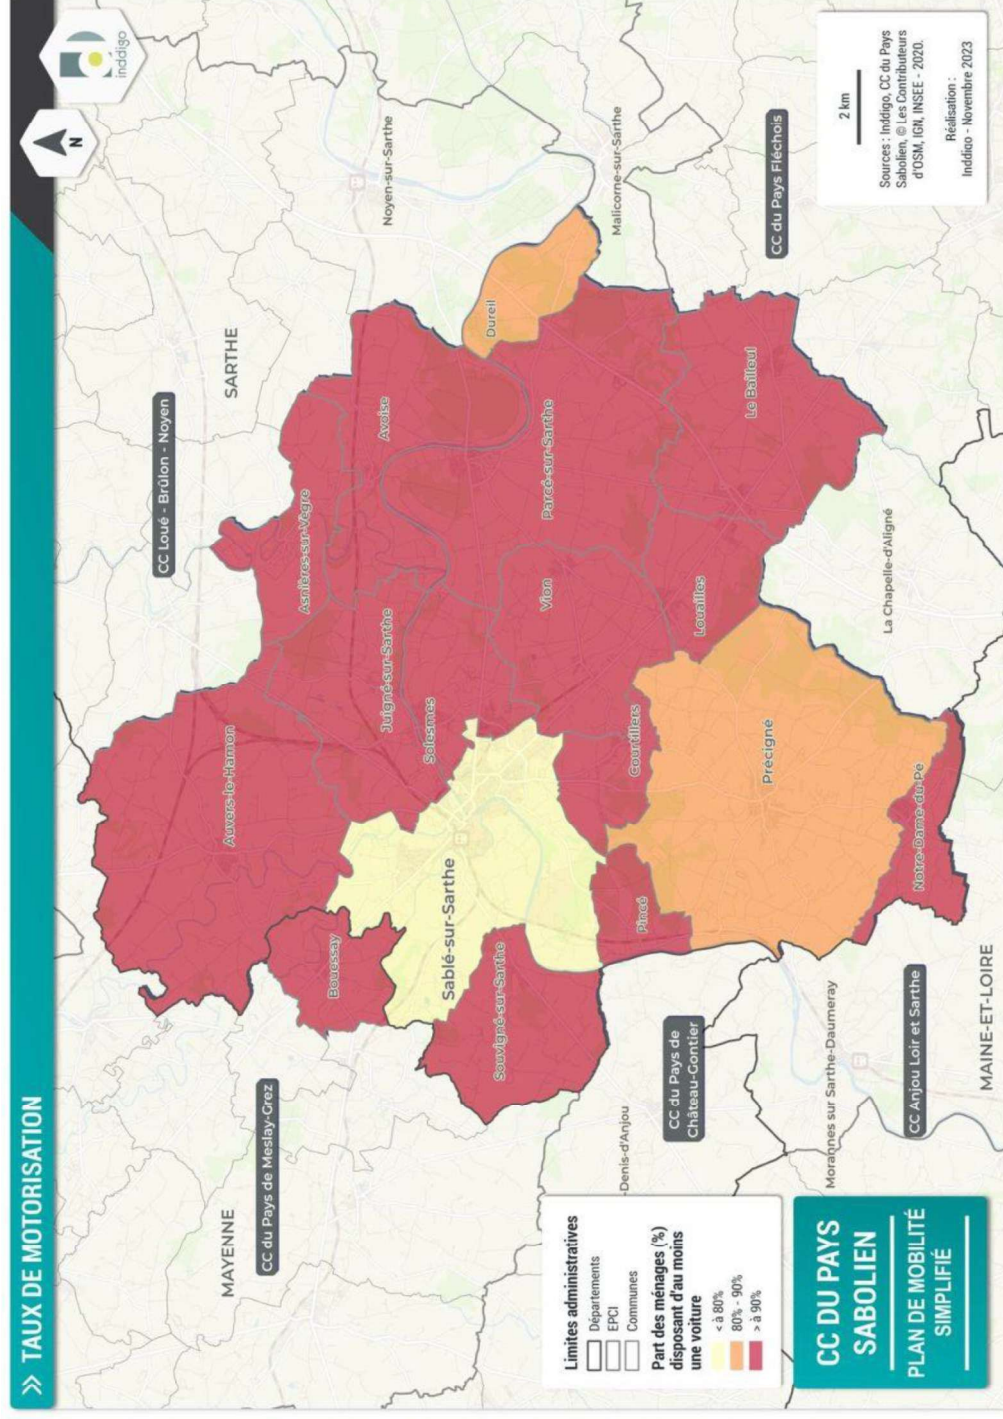 >> TAUX DE MOTORISATION
inddigo
N
MAYENNE
SARTHE
MAINE-ET-LOIRE
CC du Pays de Meslay-Grez
CC Loué - Brûlon - Noyen
CC du Pays Fléchois
CC du Pays de
Château-Gontier
CC Anjou Loir et Sarthe
Noyen-sur-Sarthe
Malicorne-sur-Sarthe
La Chapelle-d'Aligné
Morannes sur Sarthe-Daumeray
-Denis-d'Anjou
Auvers-le-Hamon
Asnières-sur-Vègre
Avoise
Dureil
Bouessay
Juigné-sur-Sarthe
Solesmes
Sablé-sur-Sarthe
Souvigné-sur-Sarthe
Parcé-sur-Sarthe
Vion
Courtillers
Louailles
Le Bailleul
Pincé
Précigné
Notre-Dame-du-Pé
Limites administratives
Départements
EPCI
Communes
Part des ménages (%)
disposant d'au moins
une voiture
< à 80%
80% - 90%
> à 90%
CC DU PAYS
SABOLIEN
PLAN DE MOBILITÉ
SIMPLIFIÉ
2 km
Sources : Inddigo, CC du Pays
Sabolien, © Les Contributeurs
d'OSM, IGN, INSEE - 2020.
Réalisation :
Inddigo - Novembre 2023